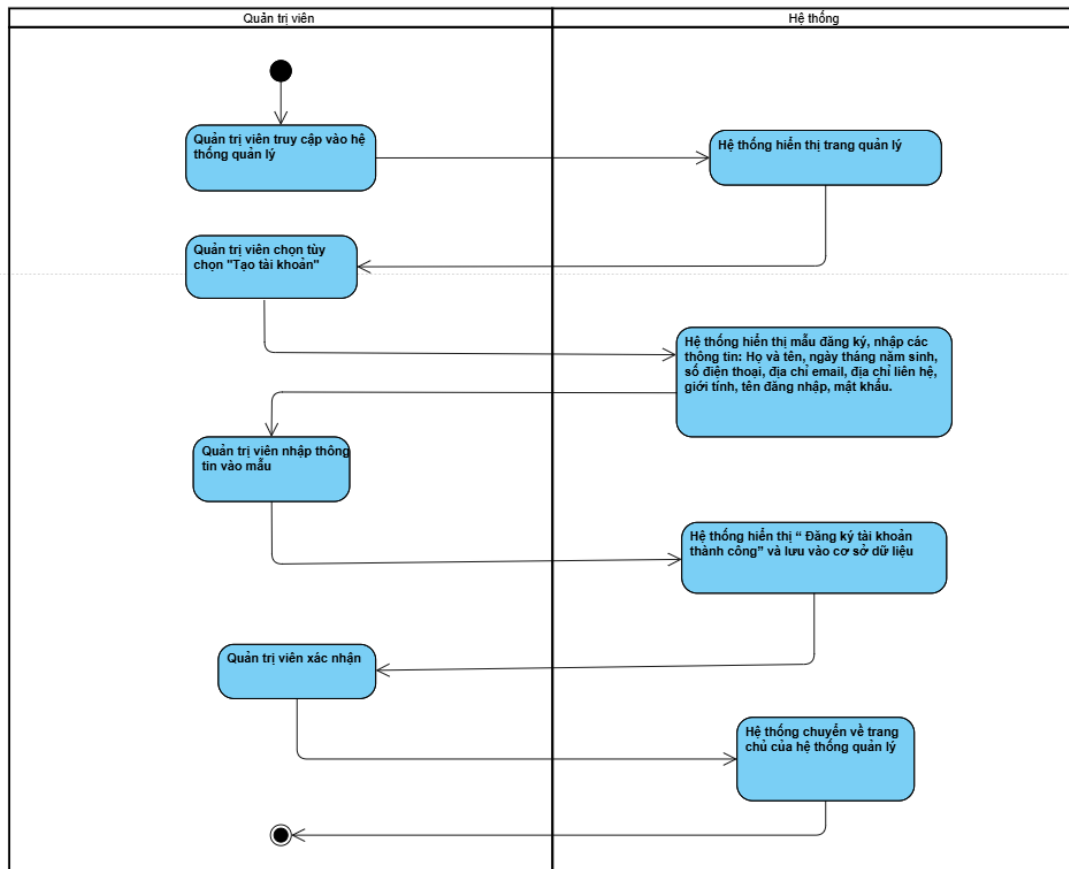 Quản trị viên
Hệ thống
Quản trị viên truy cập vào hệ
thống quản lý
Hệ thống hiển thị trang quản lý
Quản trị viên chọn tùy
chọn "Tạo tài khoản"
Hệ thống hiển thị mẫu đăng ký, nhập các
thông tin: Họ và tên, ngày tháng năm sinh,
số điện thoại, địa chỉ email, địa chỉ liên hệ,
giới tính, tên đăng nhập, mật khẩu.
Quản trị viên nhập thông
tin vào mẫu
Hệ thống hiển thị “ Đăng ký tài khoản
thành công” và lưu vào cơ sở dữ liệu
Quản trị viên xác nhận
Hệ thống chuyển về trang
chủ của hệ thống quản lý